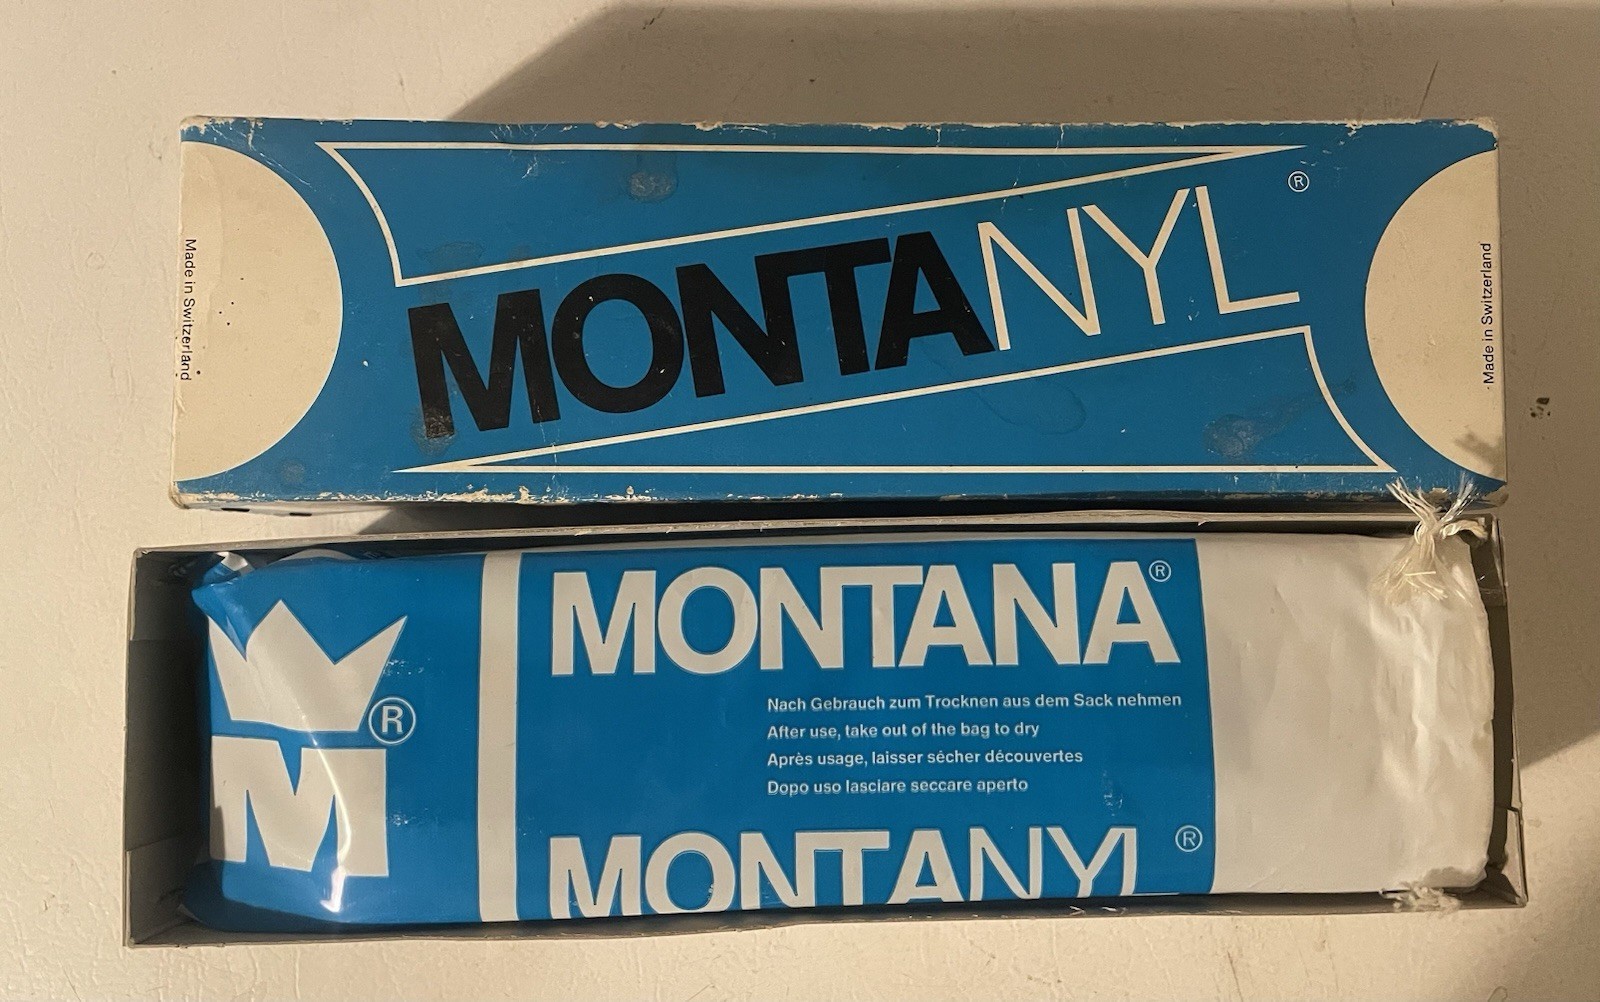 MONTANYL ®
Made in Switzerland
Made in Switzerland
M ®
MONTANA®
Nach Gebrauch zum Trocknen aus dem Sack nehmen
After use, take out of the bag to dry
Après usage, laisser sécher découvertes
Dopo uso lasciare seccare aperto
MONTANYL ®